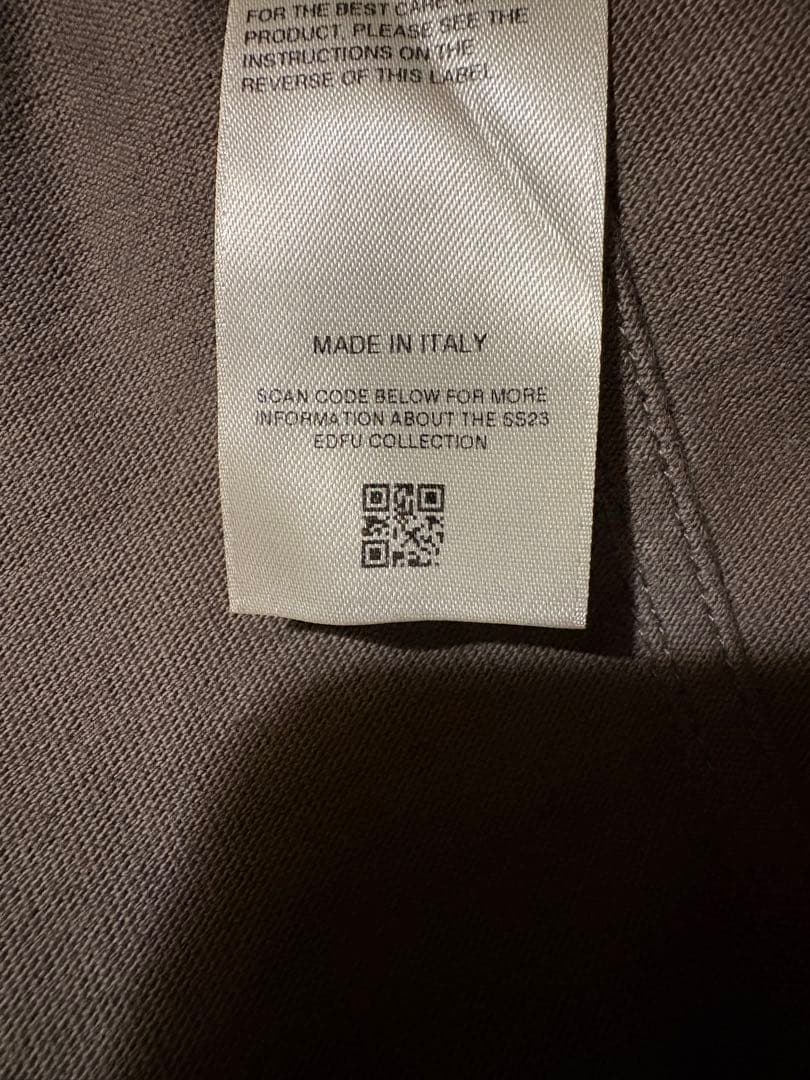 FOR THE BEST CARE OF
PRODUCT, PLEASE SEE THE
INSTRUCTIONS ON THE
REVERSE OF THIS LABEL
MADE IN ITALY
SCAN CODE BELOW FOR MORE
INFORMATION ABOUT THE SS23
EDFU COLLECTION